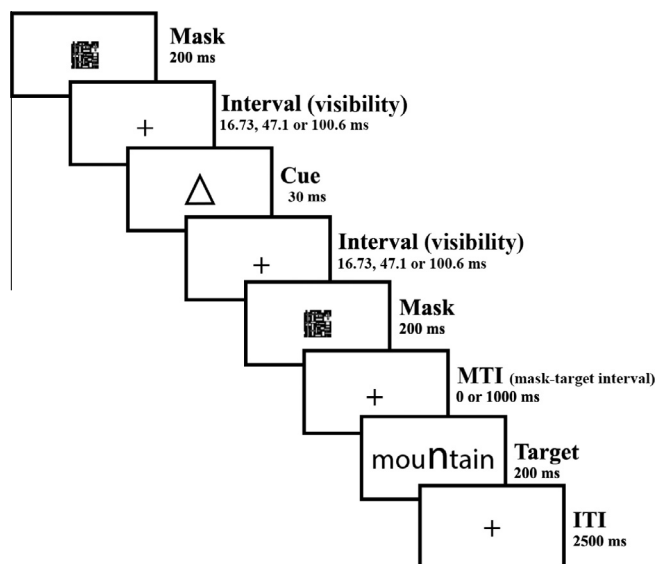 Mask
200 ms
Interval (visibility)
16.73, 47.1 or 100.6 ms
Cue
30 ms
Interval (visibility)
16.73, 47.1 or 100.6 ms
Mask
200 ms
MTI (mask-target interval)
0 or 1000 ms
mountain
Target
200 ms
ITI
2500 ms